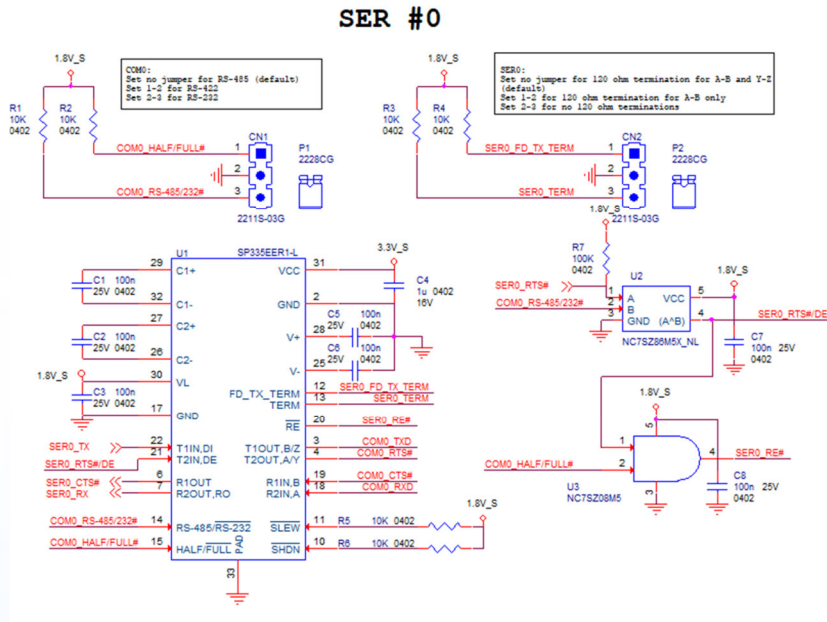 SER #0
1.8V_S
COM0:
Set no jumper for RS-485 (default)
Set 1-2 for RS-422
Set 2-3 for RS-232
R1
10K
0402
R2
10K
0402
CN1
COM0_HALF/FULL#
1
2
COM0_RS-485/232#
3
2211S-03G
P1
2228CG
1.8V_S
SER0:
Set no jumper for 120 ohm termination for A-B and Y-Z
(default)
Set 1-2 for 120 ohm termination for A-B only
Set 2-3 for no 120 ohm terminations
R3
10K
0402
R4
10K
0402
CN2
SER0_FD_TX_TERM
1
2
SER0_TERM
3
2211S-03G
P2
2228CG
U1
SP335EER1-L
C1 100n
25V 0402
C2 100n
25V 0402
1.8V_S
C3 100n
25V 0402
29 C1+
32 C1-
27 C2+
26 C2-
30 VL
17 GND
SER0_TX 22 T1IN,DI
SER0_RTS#/DE 21 T2IN,DE
SER0_CTS# 6 R1OUT
SER0_RX 7 R2OUT,RO
COM0_RS-485/232# 14 RS-485/RS-232
COM0_HALF/FULL# 15 HALF/FULL
PAD
33
VCC 31
3.3V_S
C4
1u 0402
16V
GND 2
C5 100n
25V 0402
V+ 28
C6 100n
25V 0402
V- 25
FD_TX_TERM 12 SER0_FD_TX_TERM
TERM 13 SER0_TERM
RE 20 SER0_RE#
T1OUT,B/Z 3 COM0_TXD
T2OUT,A/Y 4 COM0_RTS#
R1IN,B 19 COM0_CTS#
R2IN,A 18 COM0_RXD
SLEW 11 R5 10K 0402
SHDN 10 R6 10K 0402
1.8V_S
1.8V_S
R7
100K
0402
SER0_RTS#
COM0_RS-485/232#
U2
1 A
2 B
3 GND
VCC 5
(A^B) 4
NC7SZ86M5X_NL
1.8V_S
SER0_RTS#/DE
C7
100n 25V
0402
1.8V_S
5
1
COM0_HALF/FULL# 2
4 SER0_RE#
3
U3
NC7SZ08M5
C8
100n 25V
0402